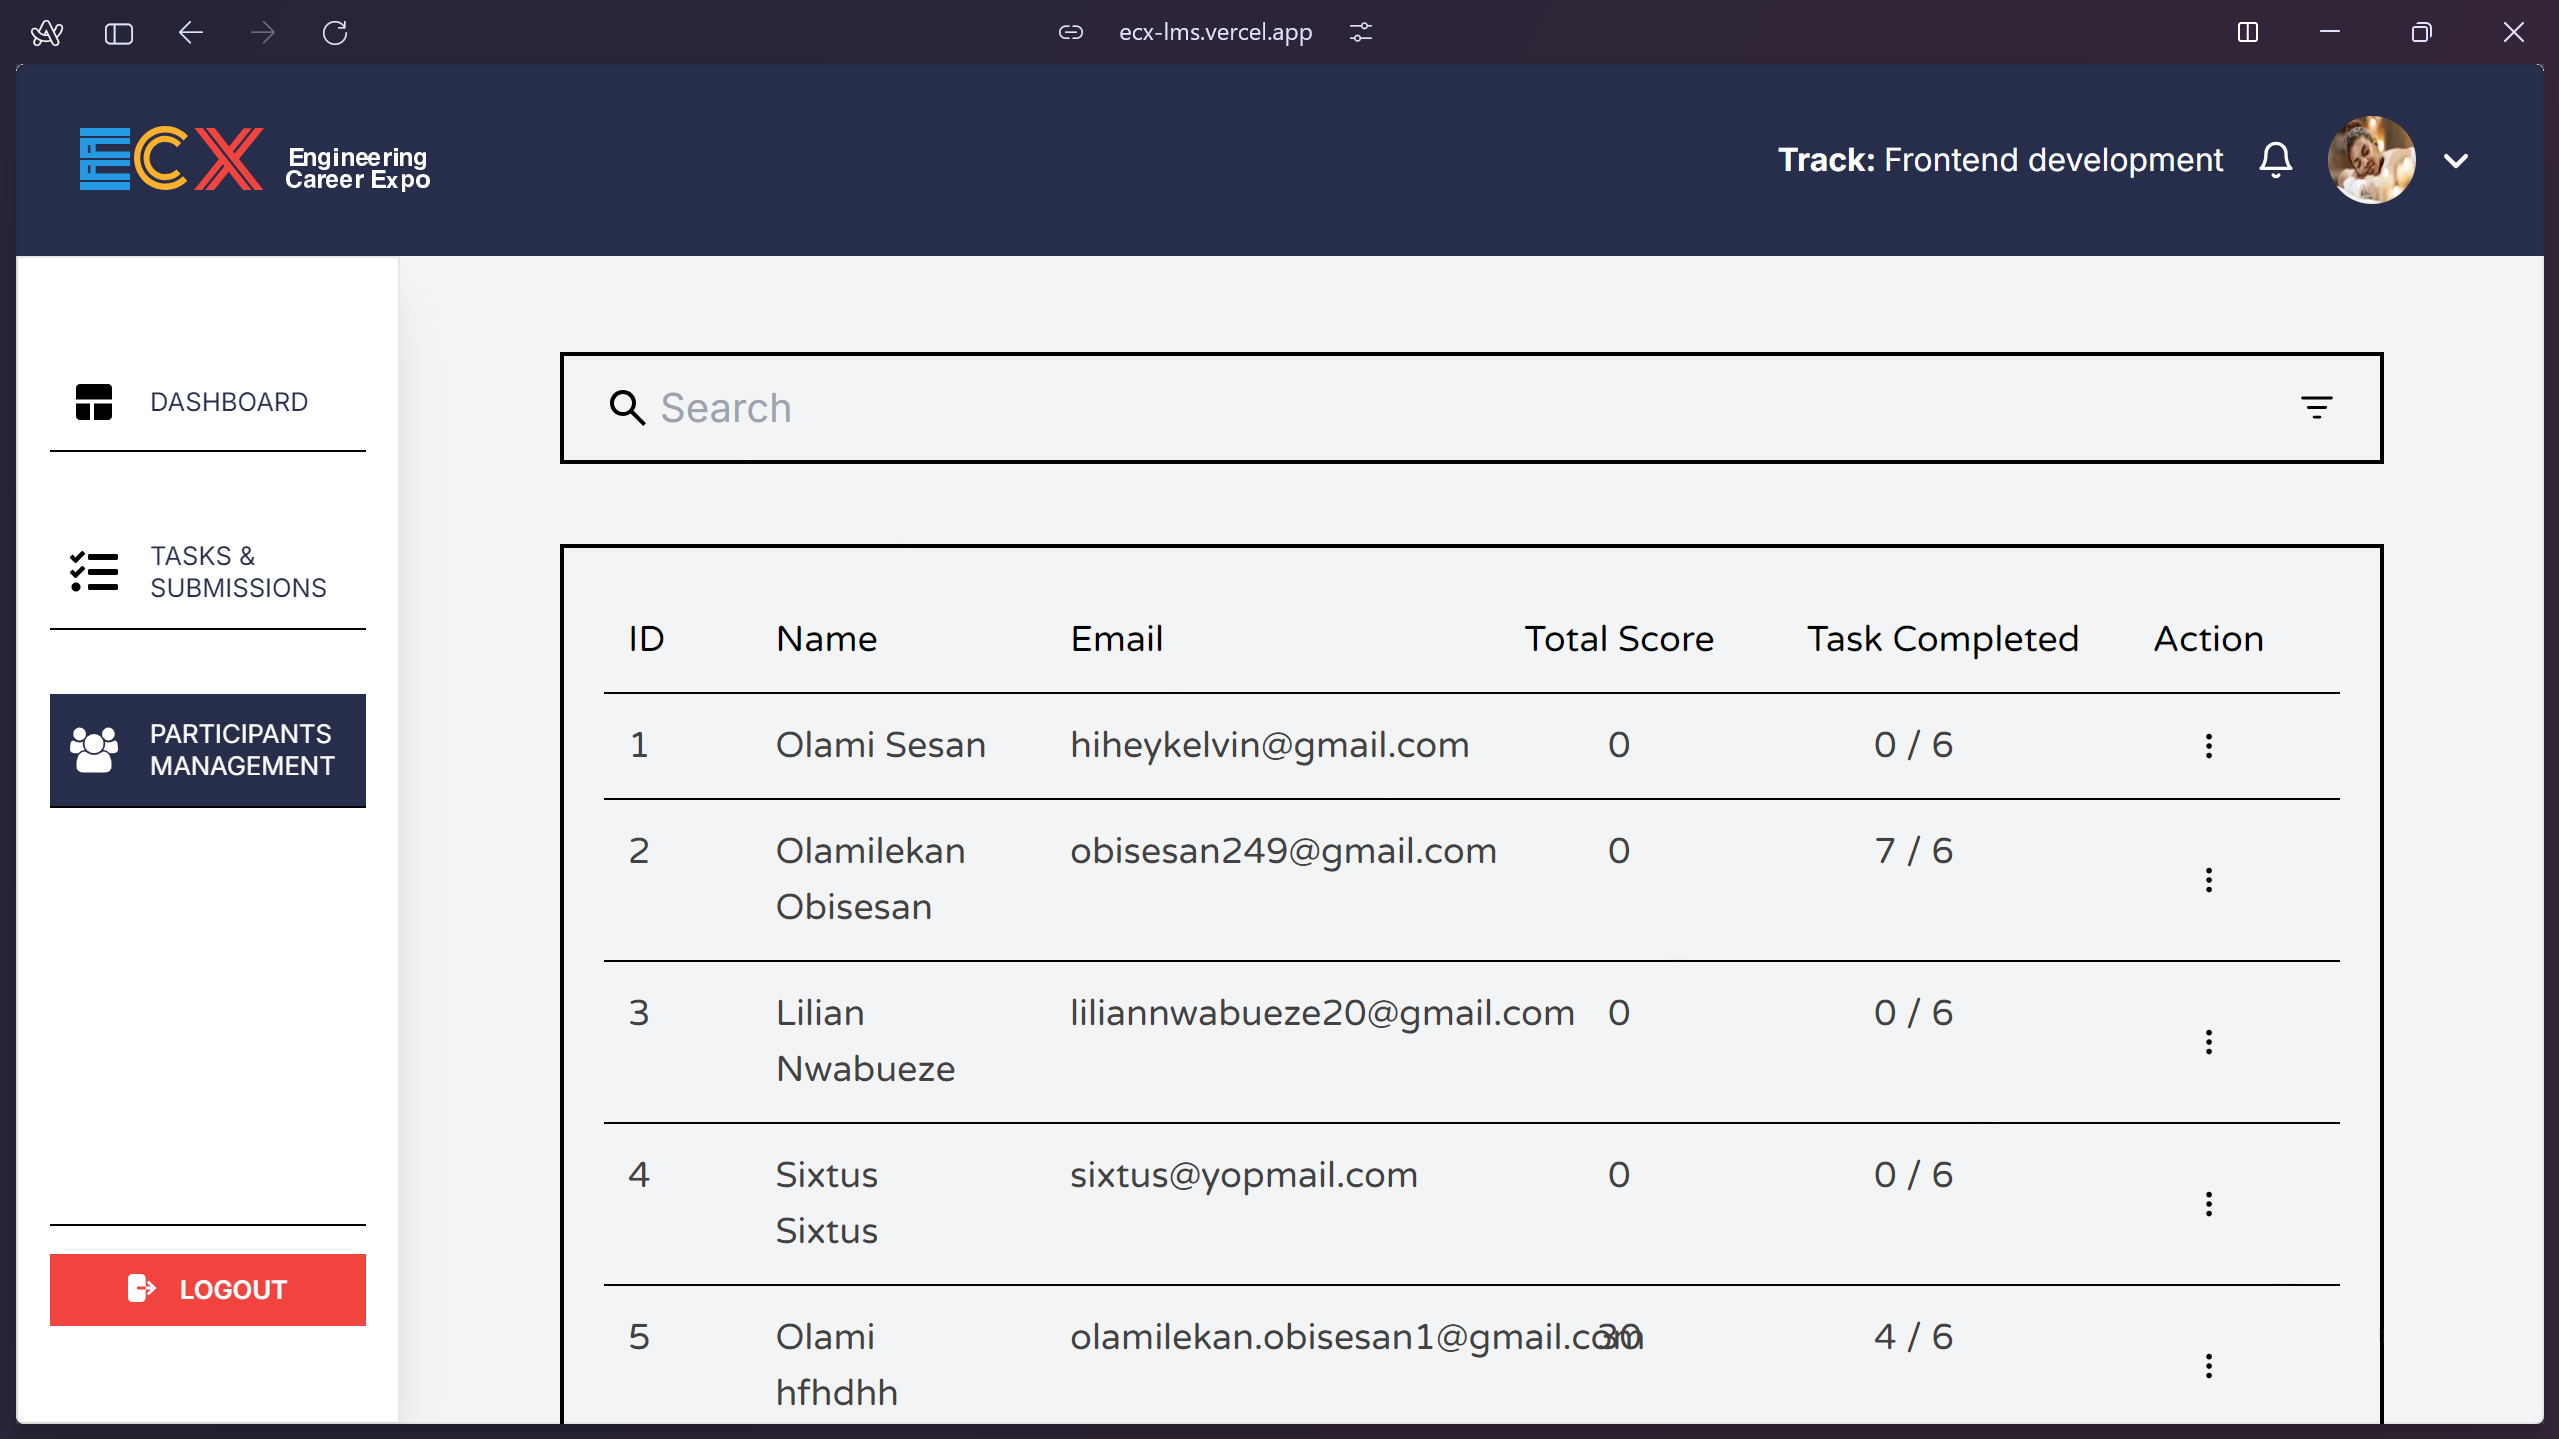 ecx-lms.vercel.app
ECX Engineering
Career Expo
Track: Frontend development
DASHBOARD
TASKS &
SUBMISSIONS
PARTICIPANTS
MANAGEMENT
LOGOUT
Search
ID Name Email Total Score Task Completed Action
1 Olami Sesan hiheykelvin@gmail.com 0 0 / 6
2 Olamilekan obisesan249@gmail.com 0 7 / 6
Obisesan
3 Lilian liliannwabueze20@gmail.com 0 0 / 6
Nwabueze
4 Sixtus sixtus@yopmail.com 0 0 / 6
Sixtus
5 Olami olamilekan.obisesan1@gmail.com 30 4 / 6
hfhdhh